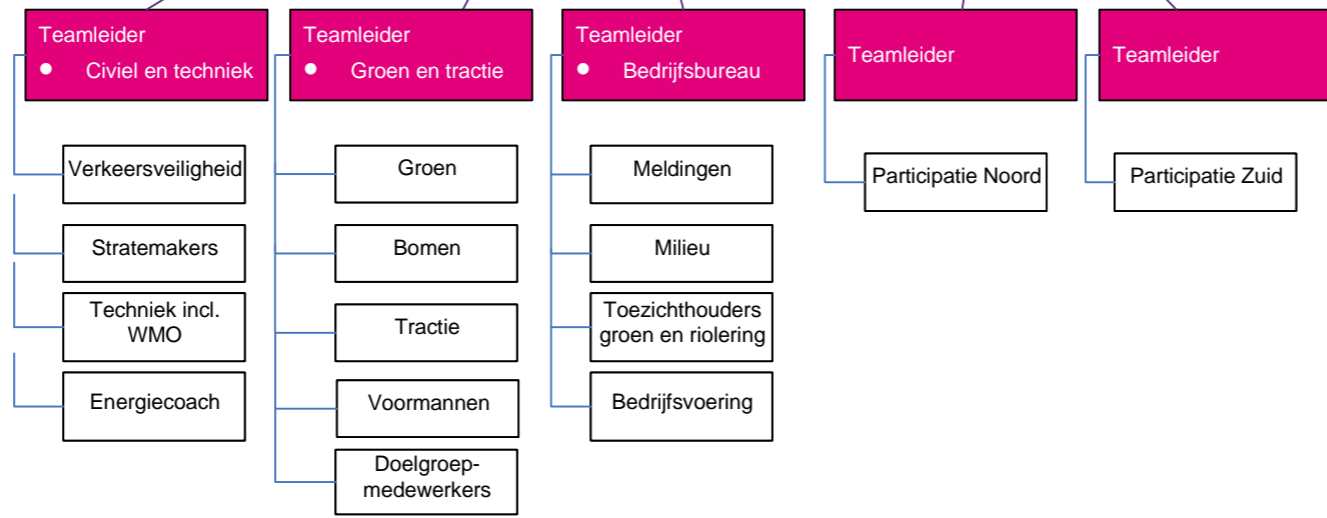 Teamleider
• Civiel en techniek
Teamleider
• Groen en tractie
Teamleider
• Bedrijfsbureau
Teamleider
Teamleider
Verkeersveiligheid
Stratemakers
Techniek incl.
WMO
Energiecoach
Groen
Bomen
Tractie
Voormannen
Doelgroep-
medewerkers
Meldingen
Milieu
Toezichthouders
groen en riolering
Bedrijfsvoering
Participatie Noord
Participatie Zuid